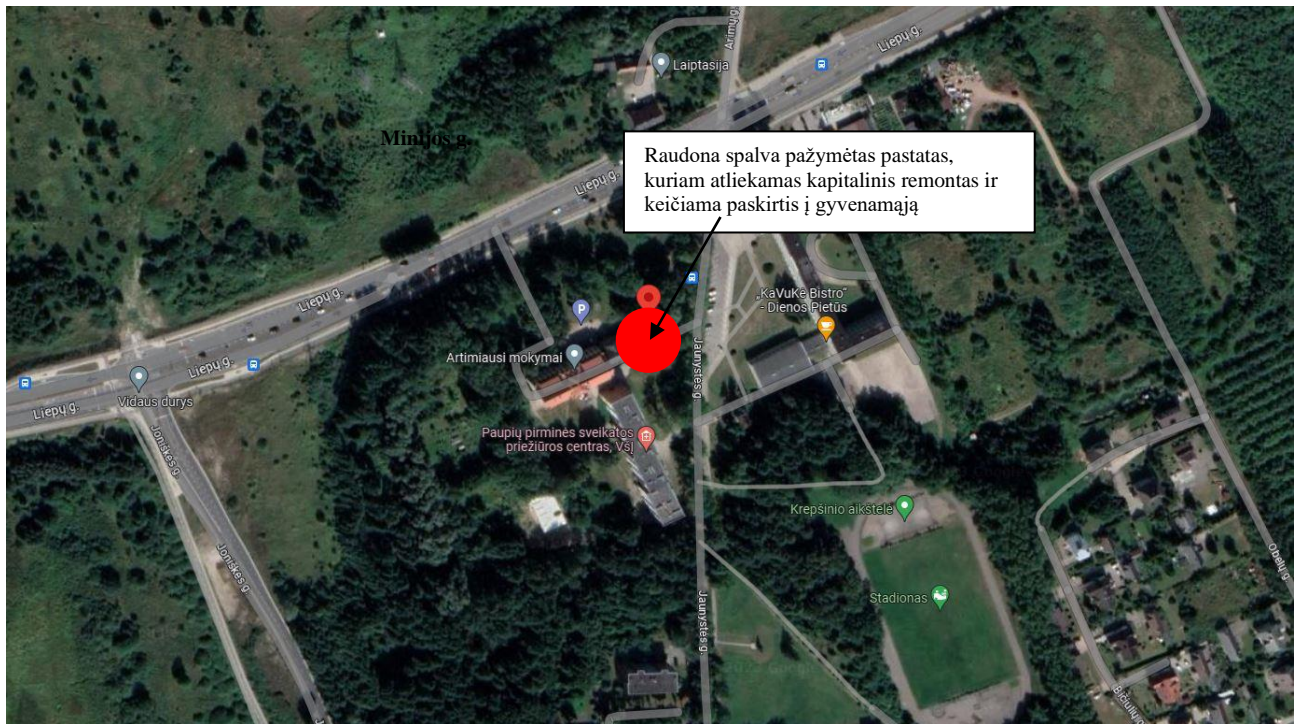 Arimų g.
Liepų g.
Laiptasija
Minijos g.
Raudona spalva pažymėtas pastatas,
kuriam atliekamas kapitalinis remontas ir
keičiama paskirtis į gyvenamąją
Liepų g.
Liepų g.
„KaVuKė Bistro“
- Dienos Pietūs
P
Artimiausi mokymai
Jaunystės g.
Liepų g.
Vidaus durys
Liepų g.
Paupių pirminės sveikatos
priežiūros centras, VšĮ
Joniškės g.
Krepšinio aikštelė
Joniškės g.
Obelų g.
Stadionas
Jaunystės g.
Bičiulių g.